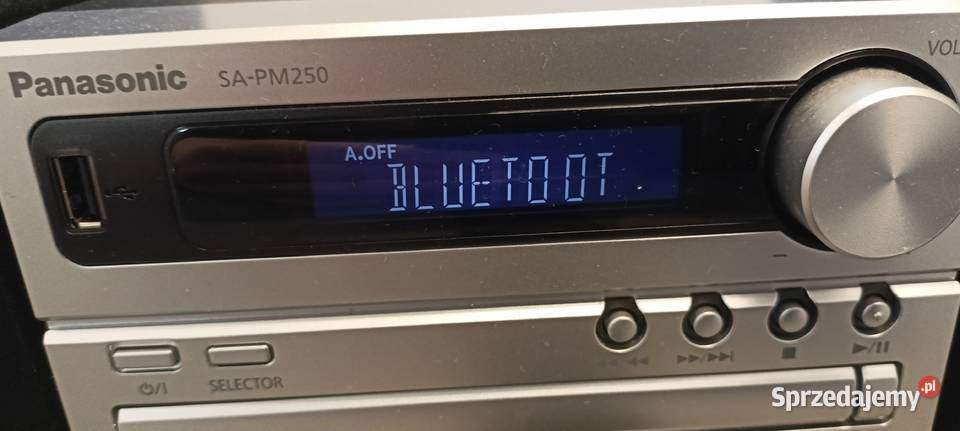 Panasonic SA-PM250
VOL
A.OFF
BLUETOOT
⏻/I SELECTOR
Sprzedajemy.pl